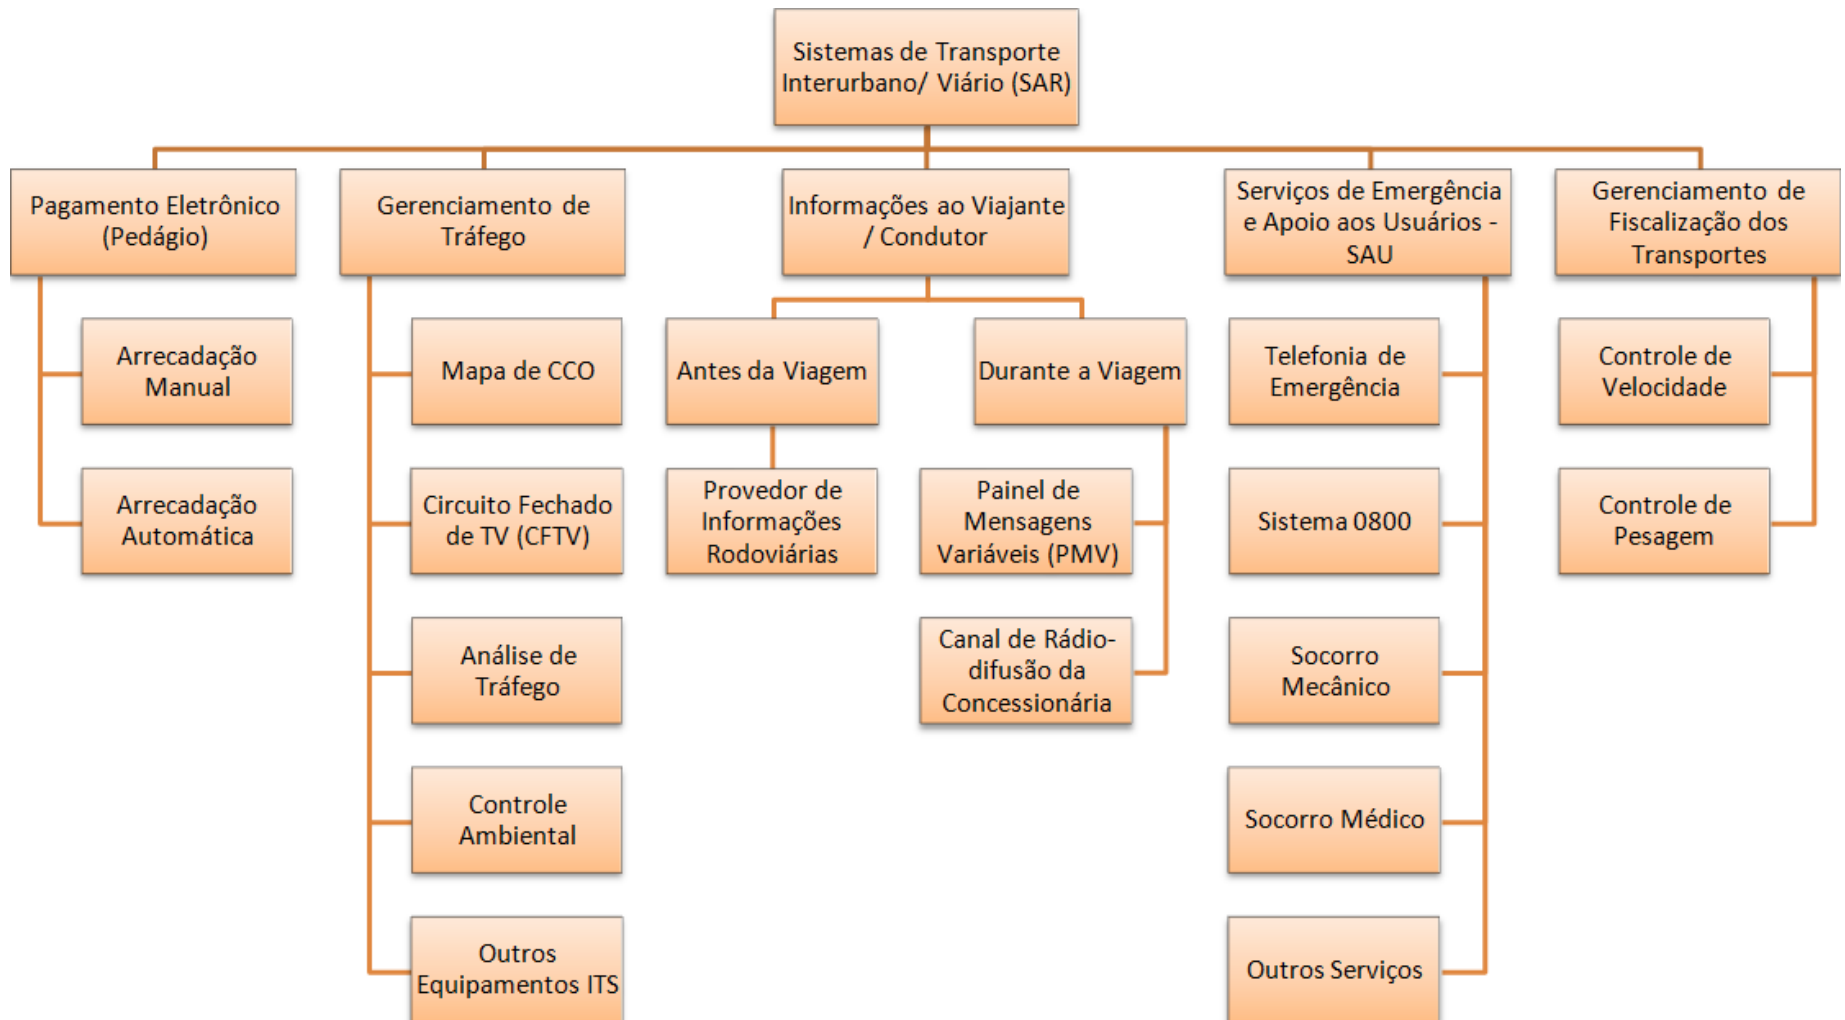 Sistemas de Transporte
Interurbano/ Viário (SAR)
Pagamento Eletrônico
(Pedágio)
Gerenciamento de
Tráfego
Informações ao Viajante
/ Condutor
Serviços de Emergência
e Apoio aos Usuários -
SAU
Gerenciamento de
Fiscalização dos
Transportes
Arrecadação
Manual
Mapa de CCO
Antes da Viagem
Durante a Viagem
Telefonia de
Emergência
Controle de
Velocidade
Arrecadação
Automática
Circuito Fechado
de TV (CFTV)
Provedor de
Informações
Rodoviárias
Painel de
Mensagens
Variáveis (PMV)
Sistema 0800
Controle de
Pesagem
Análise de
Tráfego
Canal de Rádio-
difusão da
Concessionária
Socorro
Mecânico
Controle
Ambiental
Socorro Médico
Outros
Equipamentos ITS
Outros Serviços